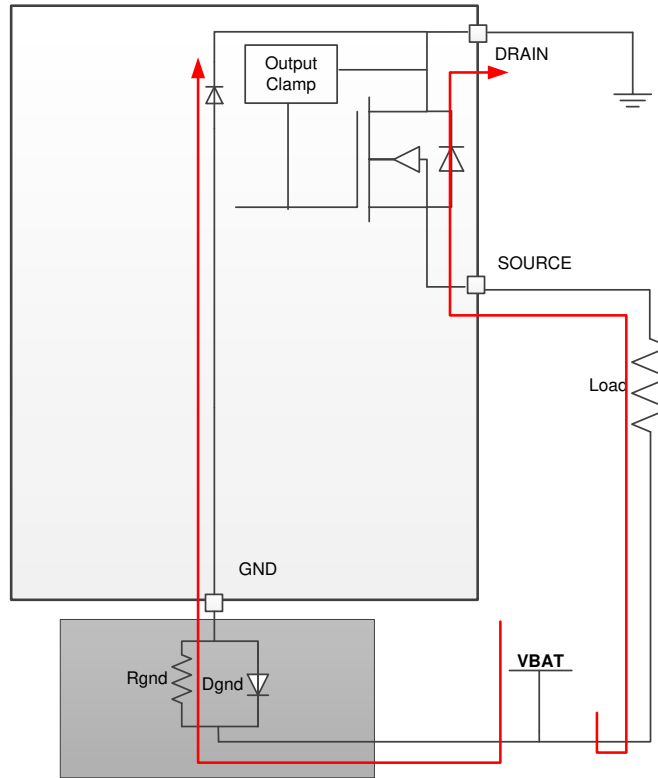 Output
Clamp
DRAIN
SOURCE
Load
GND
Rgnd
Dgnd
VBAT